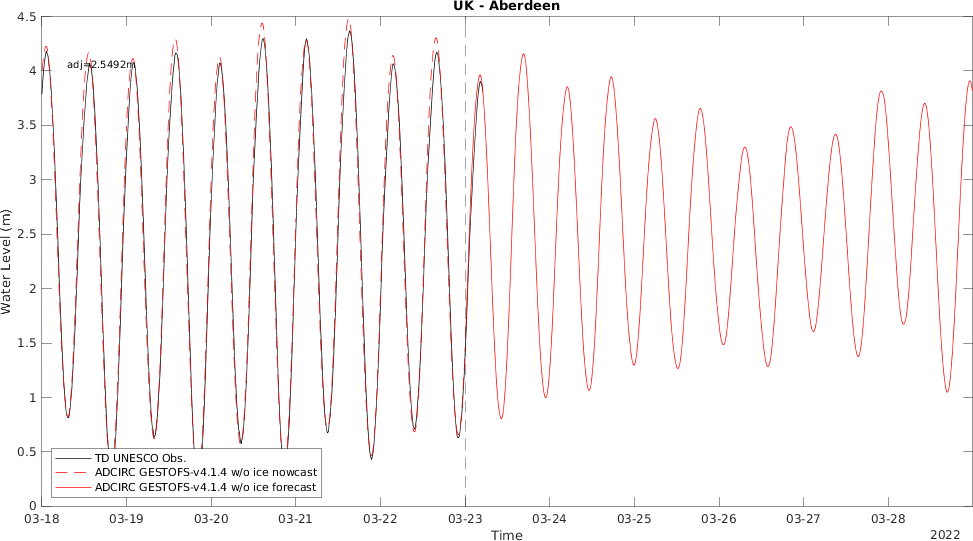 UK - Aberdeen
4.5
4
3.5
3
2.5
2
1.5
1
0.5
0
Water Level (m)
adj=2.5492m
TD UNESCO Obs.
ADCIRC GESTOFS-v4.1.4 w/o ice nowcast
ADCIRC GESTOFS-v4.1.4 w/o ice forecast
03-18 03-19 03-20 03-21 03-22 03-23 03-24 03-25 03-26 03-27 03-28
Time
2022